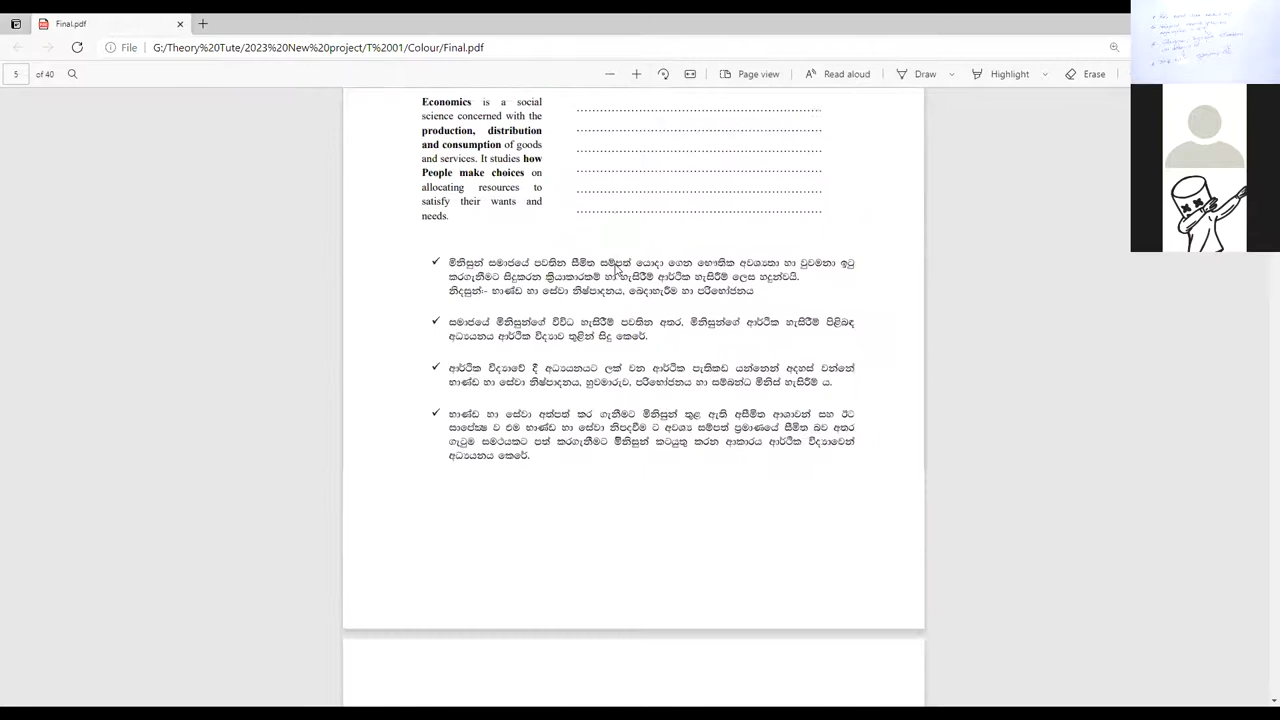 Final.pdf
File
G:/Theory%20Tute/2023%20New%20project/T%2001/Colour/Final.pdf
5 of 40
Page view
Read aloud
Draw
Highlight
Erase
Economics is a social
science concerned with the
production, distribution
and consumption of goods
and services. It studies how
People make choices on
allocating resources to
satisfy their wants and
needs.
✓ මිනිසුන් සමාජයේ පවතින සීමිත සම්පත් යොදා ගෙන භෞතික අවශ්‍යතා හා වුවමනා ඉටු
කරගැනීමට සිදුකරන ක්‍රියාකාරකම් හා හැසිරීම් ආර්ථික හැසිරීම් ලෙස හදුන්වයි.
නිදසුන්:- භාණ්ඩ හා සේවා නිෂ්පාදනය, බෙදාහැරීම හා පරිභෝජනය
✓ සමාජයේ මිනිසුන්ගේ විවිධ හැසිරීම් පවතින අතර, මිනිසුන්ගේ ආර්ථික හැසිරීම් පිළිබඳ
අධ්‍යයනය ආර්ථික විද්‍යාව තුළින් සිදු කෙරේ.
✓ ආර්ථික විද්‍යාවේ දී අධ්‍යයනයට ලක් වන ආර්ථික පැතිකඩ යන්නෙන් අදහස් වන්නේ
භාණ්ඩ හා සේවා නිෂ්පාදනය, හුවමාරුව, පරිභෝජනය හා සම්බන්ධ මිනිස් හැසිරීම් ය.
✓ භාණ්ඩ හා සේවා අත්පත් කර ගැනීමට මිනිසුන් තුළ ඇති අසීමිත ආශාවන් සහ ඊට
සාපේක්‍ෂ ව එම භාණ්ඩ හා සේවා නිපදවීම ට අවශ්‍ය සම්පත් ප්‍රමාණයේ සීමිත බව අතර
ගැටුම සමථයකට පත් කරගැනීමට මිනිසුන් කටයුතු කරන ආකාරය ආර්ථික විද්‍යාවෙන්
අධ්‍යයනය කෙරේ.